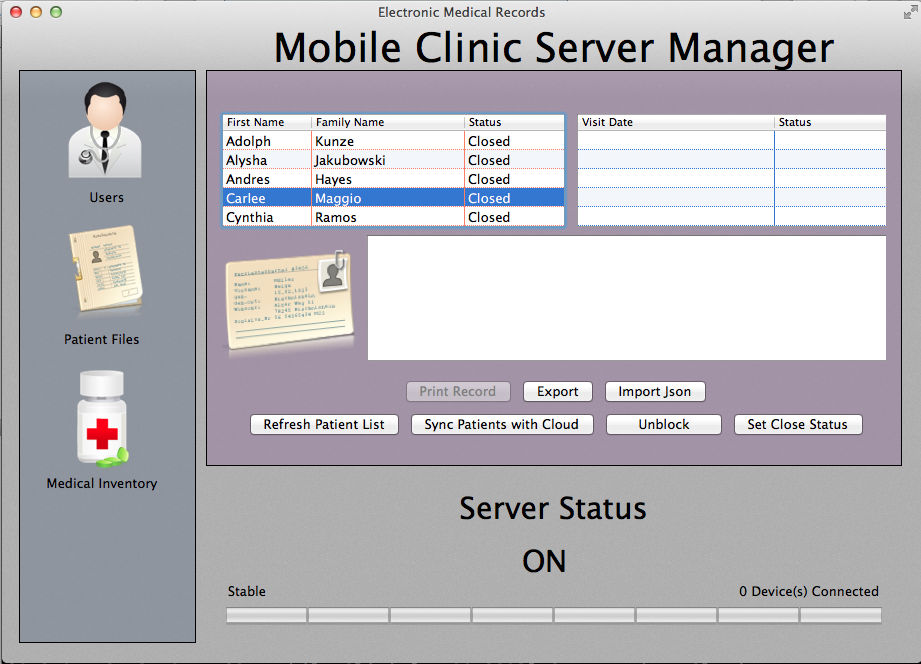 Electronic Medical Records
Mobile Clinic Server Manager
Users
Patient Files
Medical Inventory
First Name Family Name Status
Adolph Kunze Closed
Alysha Jakubowski Closed
Andres Hayes Closed
Carlee Maggio Closed
Cynthia Ramos Closed
Visit Date Status
Print Record Export Import Json
Refresh Patient List Sync Patients with Cloud Unblock Set Close Status
Server Status
ON
Stable 0 Device(s) Connected